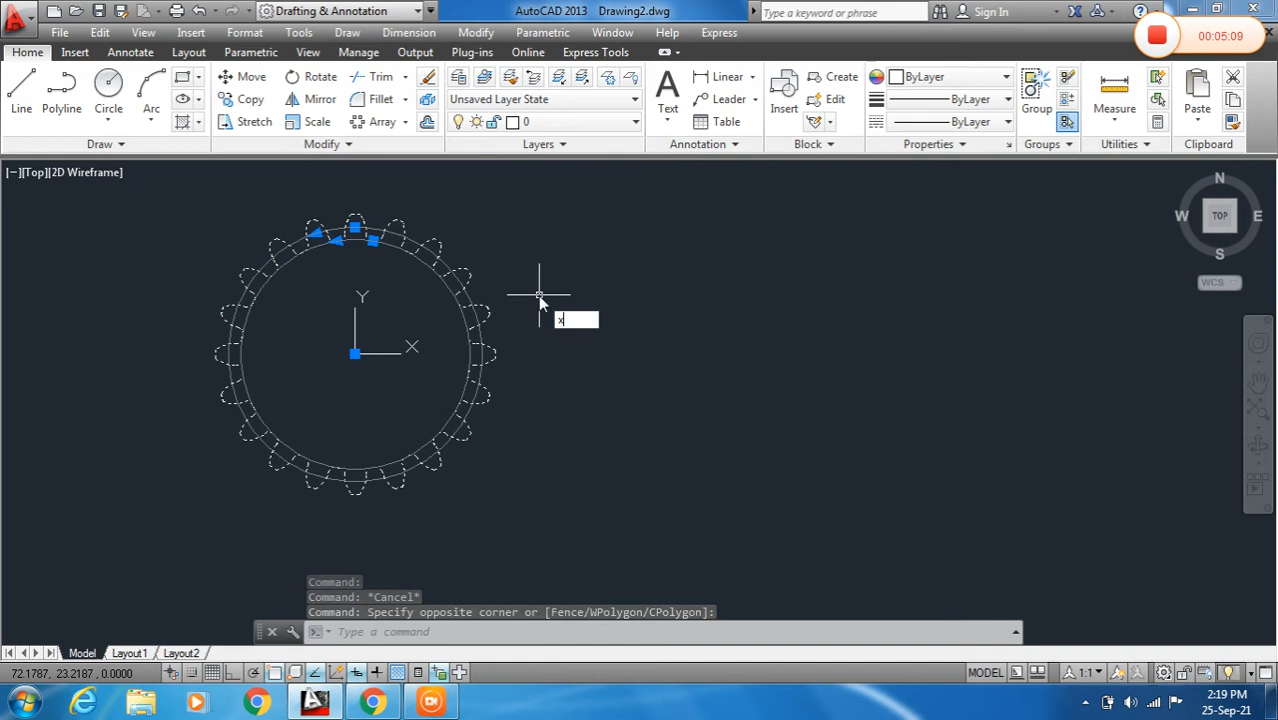 Drafting & Annotation
AutoCAD 2013 Drawing2.dwg
Type a keyword or phrase
Sign In
File Edit View Insert Format Tools Draw Dimension Modify Parametric Window Help Express
00:05:09
Home Insert Annotate Layout Parametric View Manage Output Plug-ins Online Express Tools
Line Polyline Circle Arc
Move Rotate Trim
Copy Mirror Fillet
Stretch Scale Array
Unsaved Layer State
0
Text
Linear
Leader
Table
Insert
Create
Edit
ByLayer
ByLayer
ByLayer
Group
Measure
Paste
Draw Modify Layers Annotation Block Properties Groups Utilities Clipboard
[−][Top][2D Wireframe]
N
W TOP E
S
WCS
Y
X
x
Command:
Command: *Cancel*
Command: Specify opposite corner or [Fence/WPolygon/CPolygon]:
Type a command
Model Layout1 Layout2
72.1787, 23.2187, 0.0000
MODEL
1:1
2:19 PM
25-Sep-21